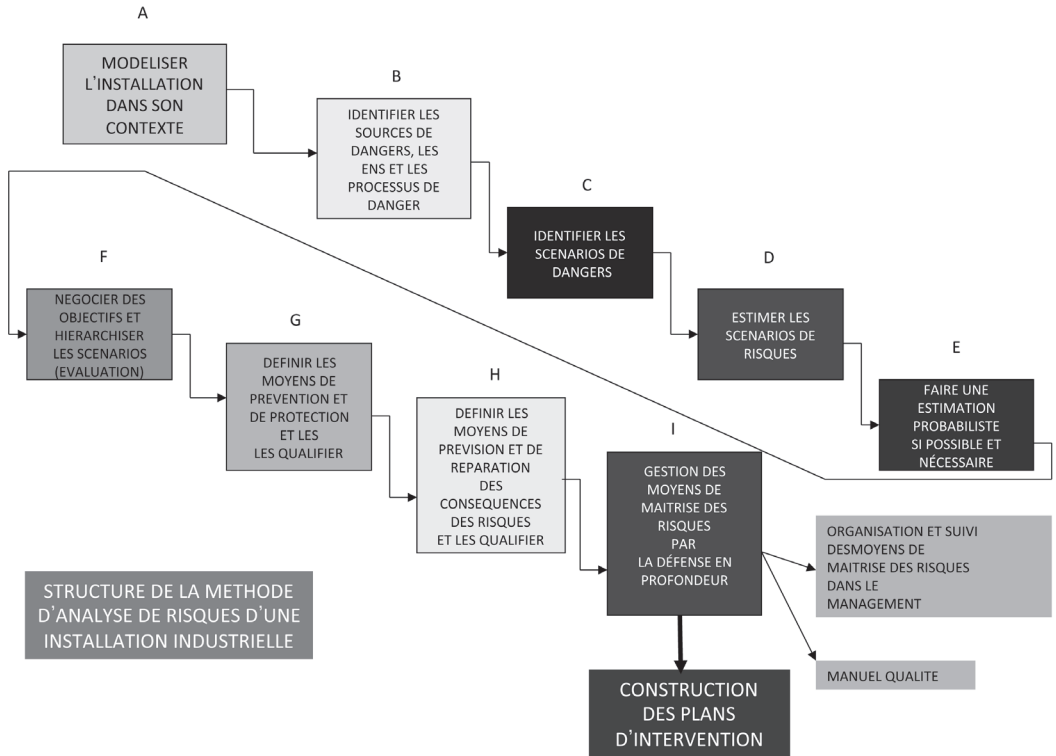 A
MODELISER
L'INSTALLATION
DANS SON
CONTEXTE
B
IDENTIFIER LES
SOURCES DE
DANGERS, LES
ENS ET LES
PROCESSUS DE
DANGER
C
IDENTIFIER LES
SCENARIOS DE
DANGERS
D
ESTIMER LES
SCENARIOS DE
RISQUES
E
FAIRE UNE
ESTIMATION
PROBABILISTE
SI POSSIBLE ET
NÉCESSAIRE
F
NEGOCIER DES
OBJECTIFS ET
HIERARCHISER
LES SCENARIOS
(EVALUATION)
G
DEFINIR LES
MOYENS DE
PREVENTION ET
DE PROTECTION
ET LES
LES QUALIFIER
H
DEFINIR LES
MOYENS DE
PREVISION ET DE
REPARATION
DES
CONSEQUENCES
DES RISQUES
ET LES QUALIFIER
I
GESTION DES
MOYENS DE
MAITRISE DES
RISQUES
PAR
LA DÉFENSE EN
PROFONDEUR
ORGANISATION ET SUIVI
DESMOYENS DE
MAITRISE DES RISQUES
DANS LE
MANAGEMENT
MANUEL QUALITE
CONSTRUCTION
DES PLANS
D'INTERVENTION
STRUCTURE DE LA METHODE
D'ANALYSE DE RISQUES D'UNE
INSTALLATION INDUSTRIELLE